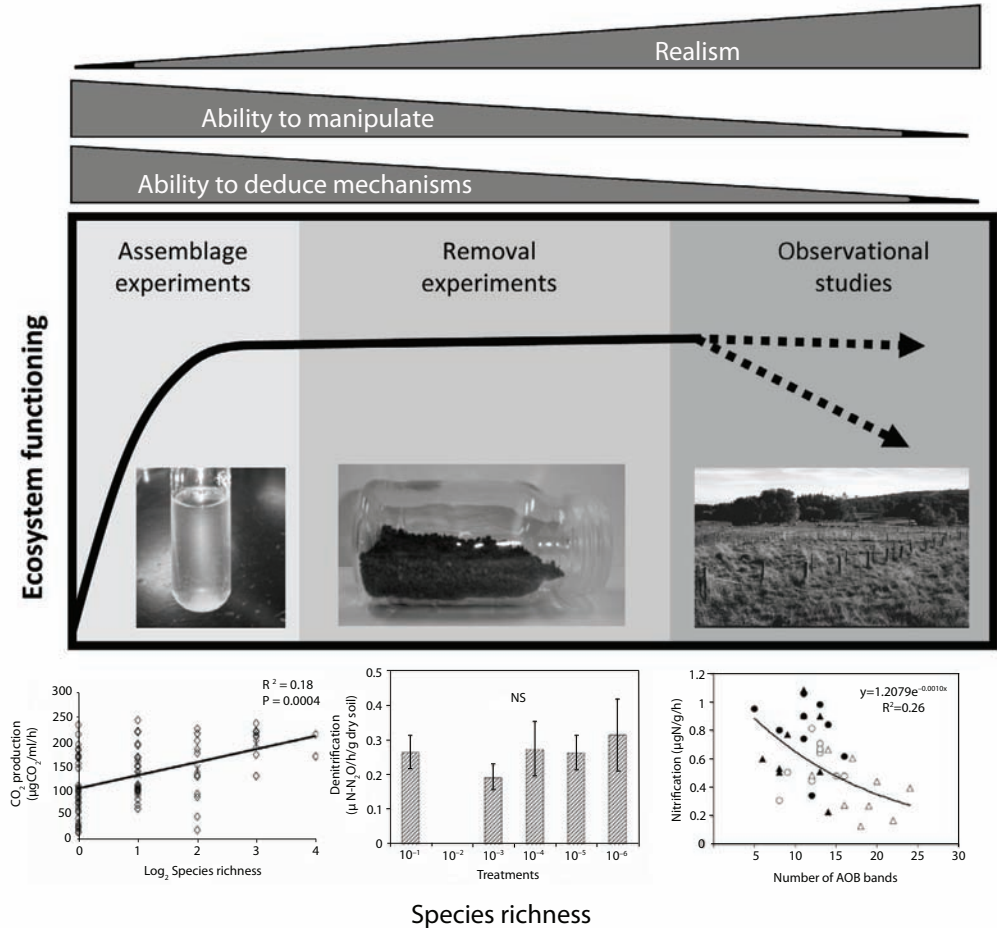 Realism
Ability to manipulate
Ability to deduce mechanisms
Assemblage
experiments
Removal
experiments
Observational
studies
Ecosystem functioning
R² = 0.18
P = 0.0004
CO₂ production
(µgCO₂/ml/h)
300
250
200
150
100
50
0
0
1
2
3
4
Log₂ Species richness
NS
Denitrification
(µ N-N₂O/h/g dry soil)
0.5
0.4
0.3
0.2
0.1
0
10⁻¹
10⁻²
10⁻³
10⁻⁴
10⁻⁵
10⁻⁶
Treatments
y=1.2079e⁻⁰·⁰⁰¹⁰ˣ
R²=0.26
Nitrification (µgN/g/h)
1.2
1
0.8
0.6
0.4
0.2
0
5
10
15
20
25
30
Number of AOB bands
Species richness